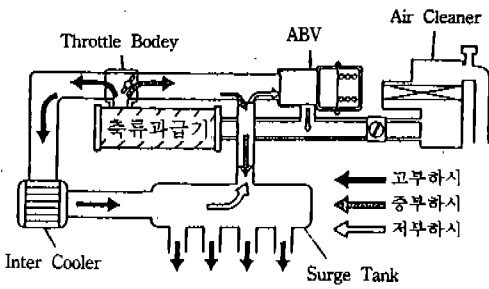 Air Cleaner
Throttle Bodey
ABV
축류과급기
고부하시
중부하시
저부하시
Inter Cooler
Surge Tank